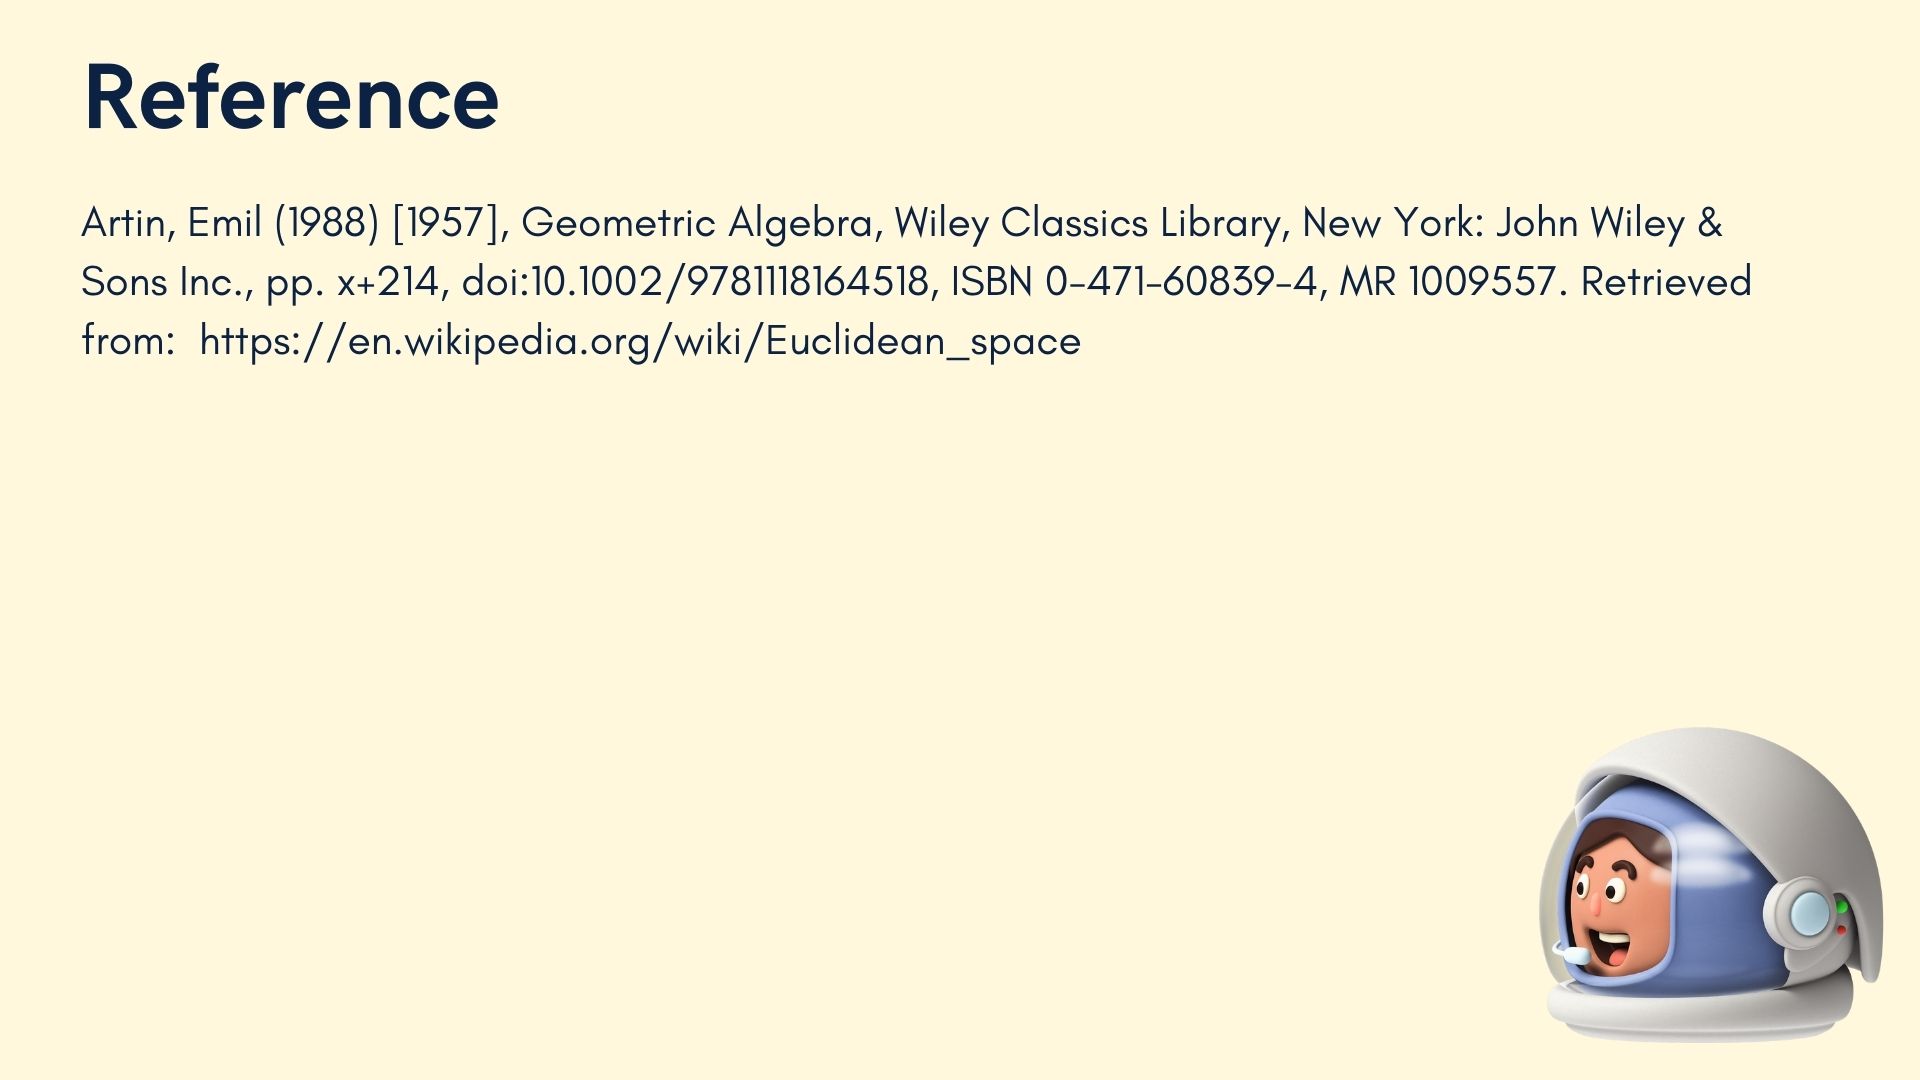 Reference
Artin, Emil (1988) [1957], Geometric Algebra, Wiley Classics Library, New York: John Wiley &
Sons Inc., pp. x+214, doi:10.1002/9781118164518, ISBN 0-471-60839-4, MR 1009557. Retrieved
from:  https://en.wikipedia.org/wiki/Euclidean_space